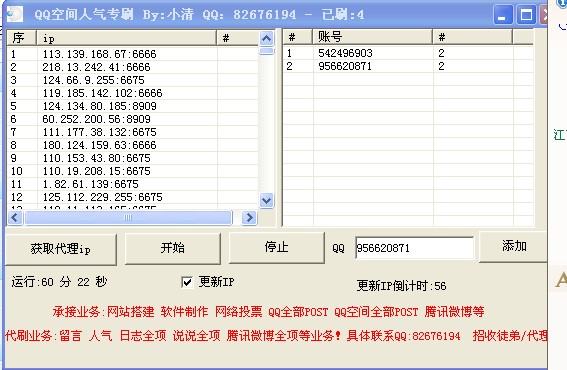 QQ空间人气专刷 By:小清 QQ：82676194 - 已刷:4
序 ip #
1 113.139.168.67:6666
2 218.13.242.41:6666
3 124.66.9.255:6675
4 119.185.142.102:6666
5 124.134.80.185:8909
6 60.252.200.56:8909
7 111.177.38.132:6675
8 180.124.159.63:6666
9 110.153.43.80:6675
10 110.19.208.15:6675
11 1.82.61.139:6675
12 125.112.229.255:6675
# 账号 #
1 542496903 2
2 956620871 2
获取代理ip 开始 停止 QQ 956620871 添加
运行:60 分 22 秒 更新IP 更新IP倒计时:56
承接业务:网站搭建 软件制作 网络投票 QQ全部POST QQ空间全部POST 腾讯微博等
代刷业务:留言 人气 日志全项 说说全项 腾讯微博全项等业务！具体联系QQ:82676194 招收徒弟/代理
江